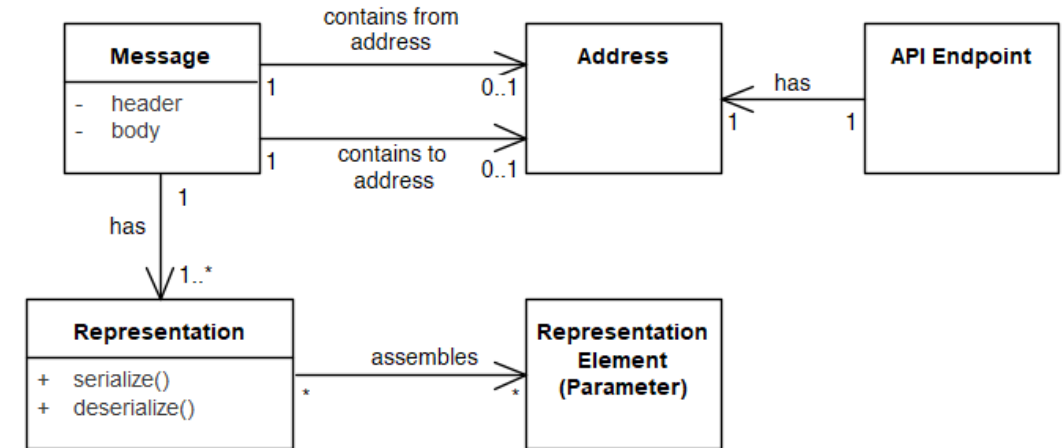 contains from
address
Message
Address
API Endpoint
1
0..1
has
- header
- body
1
1
1
contains to
address
0..1
1
has
1..*
Representation
Representation
Element
(Parameter)
assembles
+ serialize()
+ deserialize()
*
*